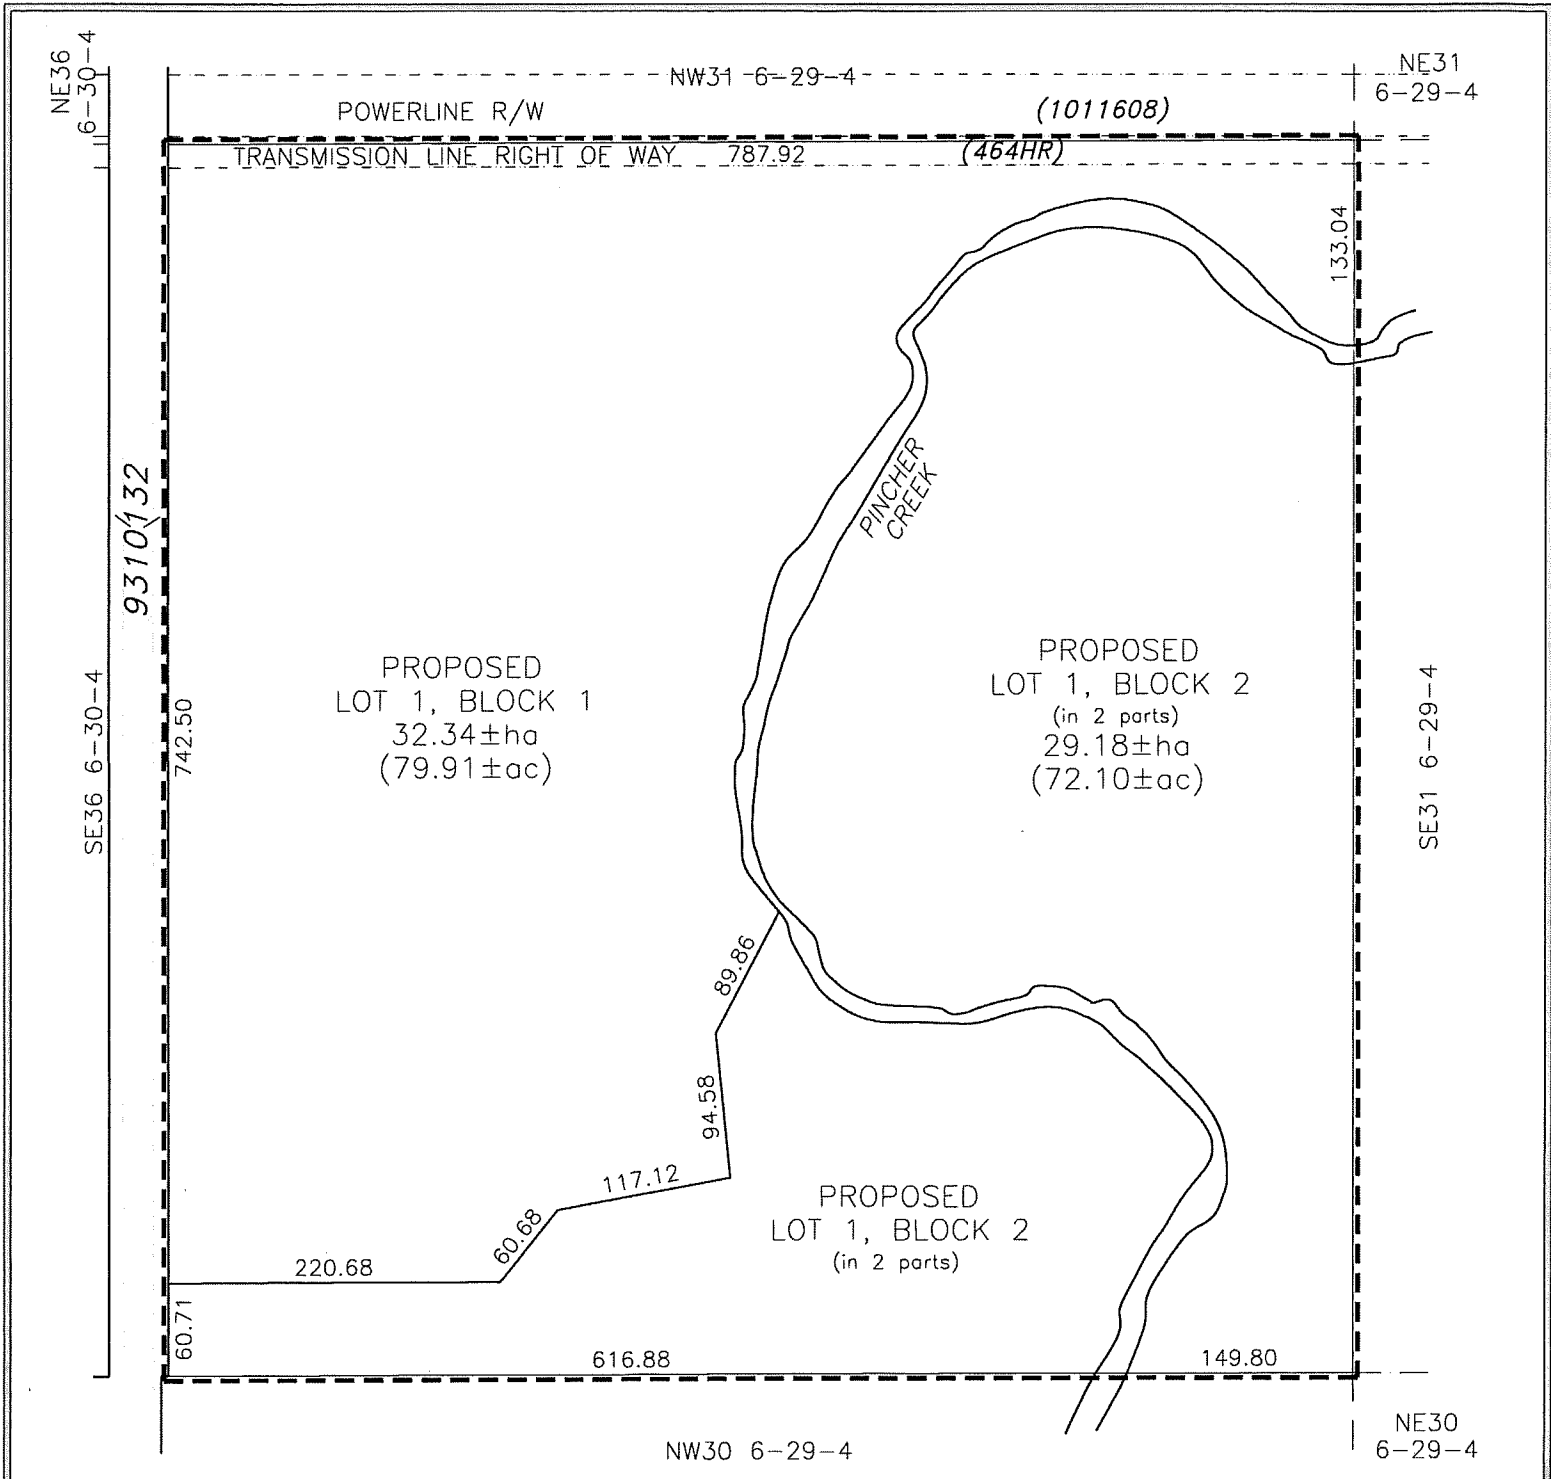 NE36
6-30-4
NW31 6-29-4
NE31
6-29-4
POWERLINE R/W
(1011608)
TRANSMISSION LINE RIGHT OF WAY
787.92
(464HR)
133.04
9310132
PINCHER
CREEK
SE36 6-30-4
742.50
PROPOSED
LOT 1, BLOCK 1
32.34±ha
(79.91±ac)
PROPOSED
LOT 1, BLOCK 2
(in 2 parts)
29.18±ha
(72.10±ac)
SE31 6-29-4
89.86
94.58
117.12
60.68
220.68
60.71
PROPOSED
LOT 1, BLOCK 2
(in 2 parts)
616.88
149.80
NW30 6-29-4
NE30
6-29-4